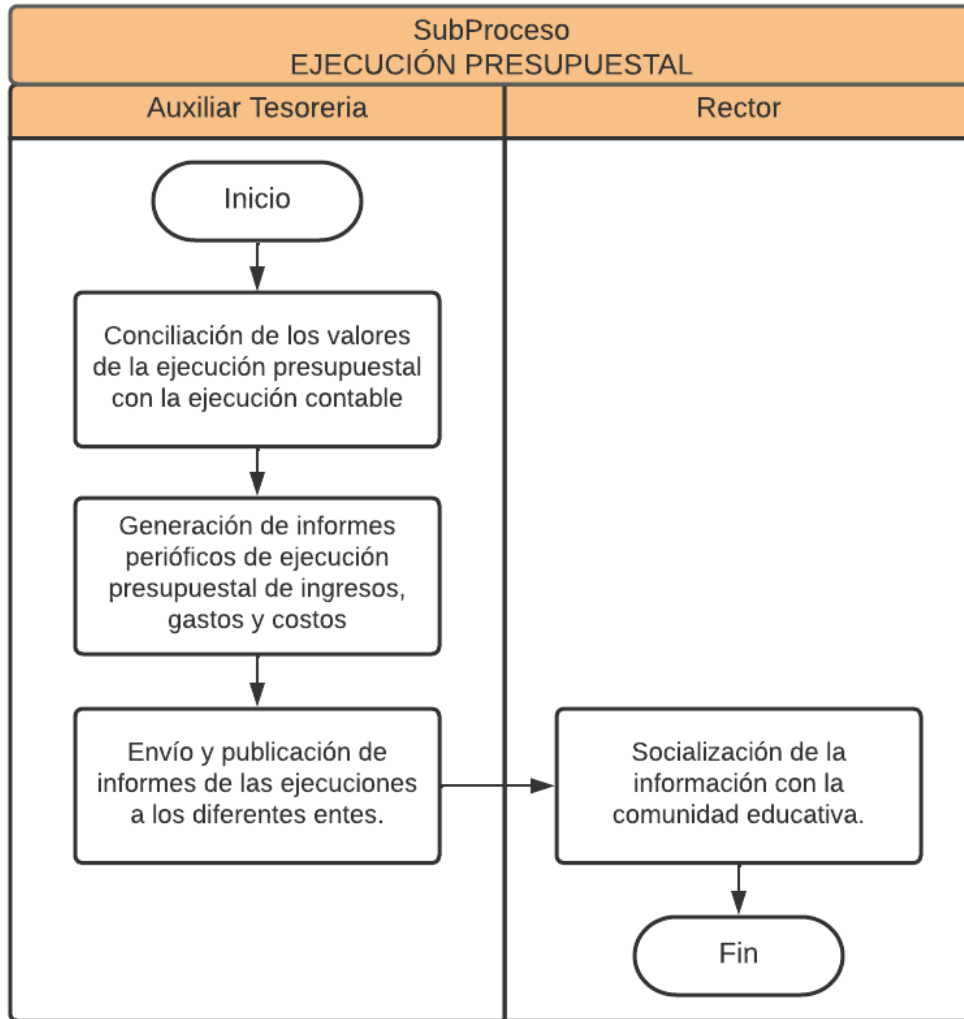 SubProceso
EJECUCIÓN PRESUPUESTAL
Auxiliar Tesoreria
Rector
Inicio
Conciliación de los valores
de la ejecución presupuestal
con la ejecución contable
Generación de informes
perióficos de ejecución
presupuestal de ingresos,
gastos y costos
Envío y publicación de
informes de las ejecuciones
a los diferentes entes.
Socialización de la
información con la
comunidad educativa.
Fin